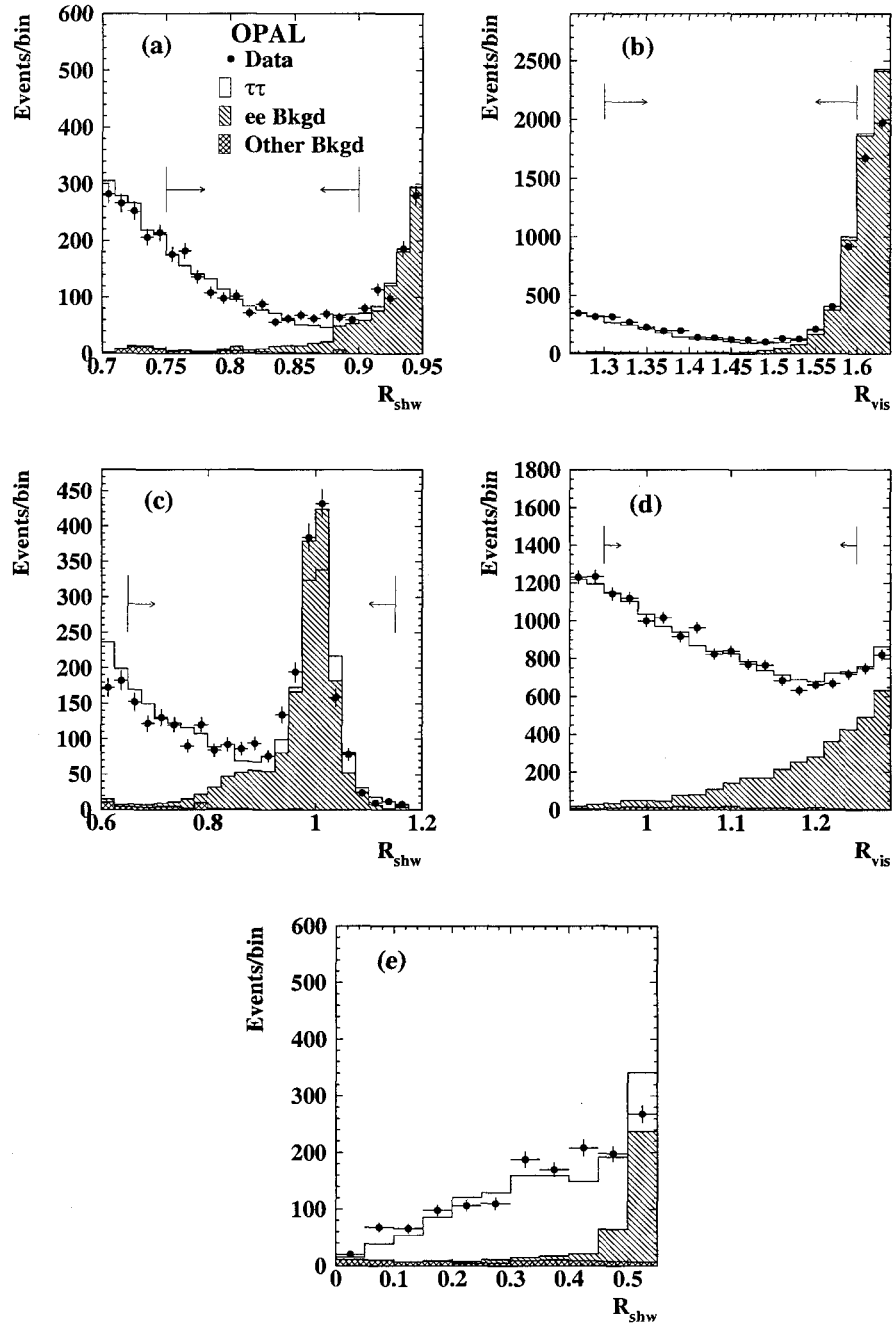 Events/bin
600
500
400
300
200
100
0
(a)
OPAL
Data
ττ
ee Bkgd
Other Bkgd
0.7 0.75 0.8 0.85 0.9 0.95
R_shw
Events/bin
2500
2000
1500
1000
500
0
(b)
1.3 1.35 1.4 1.45 1.5 1.55 1.6
R_vis
Events/bin
450
400
350
300
250
200
150
100
50
0
(c)
0.6 0.8 1 1.2
R_shw
Events/bin
1800
1600
1400
1200
1000
800
600
400
200
0
(d)
1 1.1 1.2
R_vis
Events/bin
600
500
400
300
200
100
0
(e)
0 0.1 0.2 0.3 0.4 0.5
R_shw